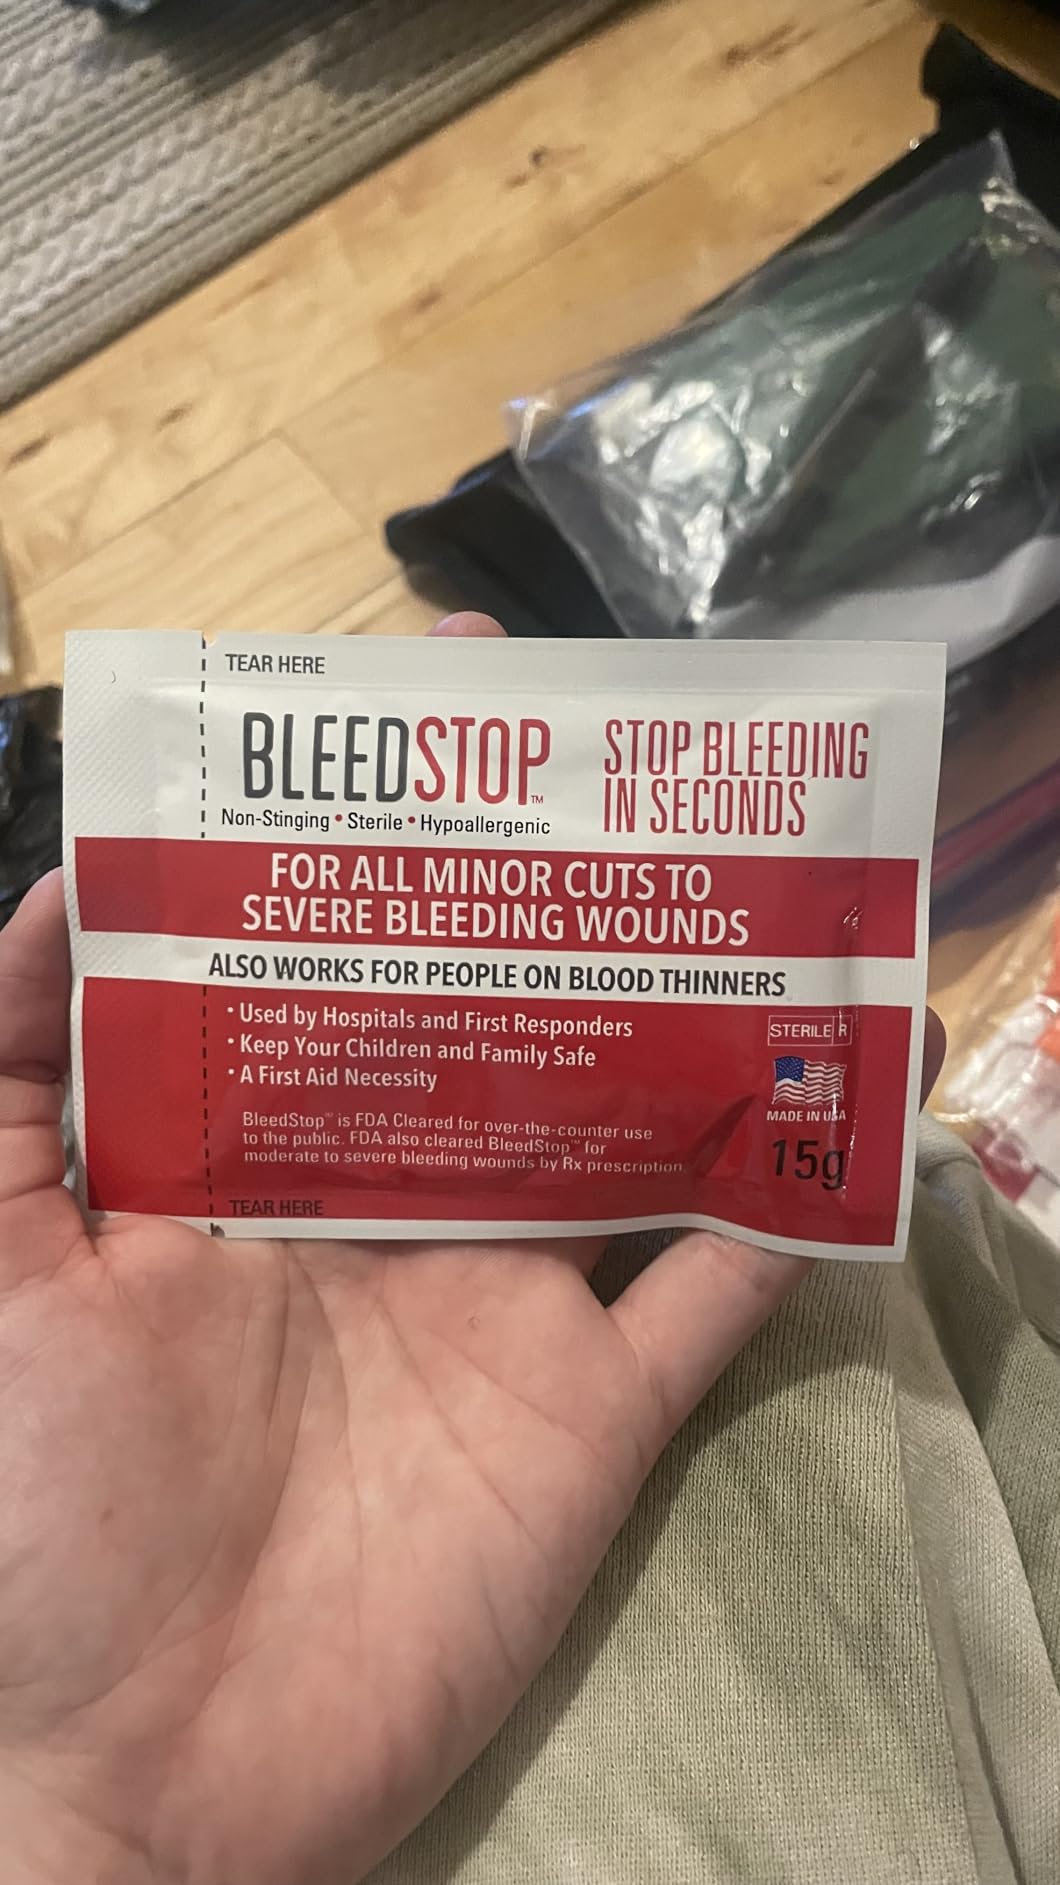 TEAR HERE
BLEEDSTOP™
Non-Stinging • Sterile • Hypoallergenic
STOP BLEEDING
IN SECONDS
FOR ALL MINOR CUTS TO
SEVERE BLEEDING WOUNDS
ALSO WORKS FOR PEOPLE ON BLOOD THINNERS
• Used by Hospitals and First Responders
• Keep Your Children and Family Safe
• A First Aid Necessity
BleedStop™ is FDA Cleared for over-the-counter use
to the public. FDA also cleared BleedStop™ for
moderate to severe bleeding wounds by Rx prescription.
STERILE R
MADE IN USA
15g
TEAR HERE